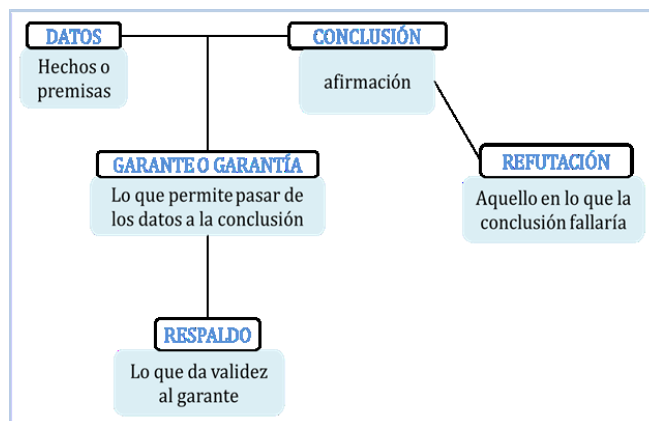 DATOS
Hechos o
premisas
CONCLUSIÓN
afirmación
GARANTE O GARANTÍA
Lo que permite pasar de
los datos a la conclusión
REFUTACIÓN
Aquello en lo que la
conclusión fallaría
RESPALDO
Lo que da validez
al garante